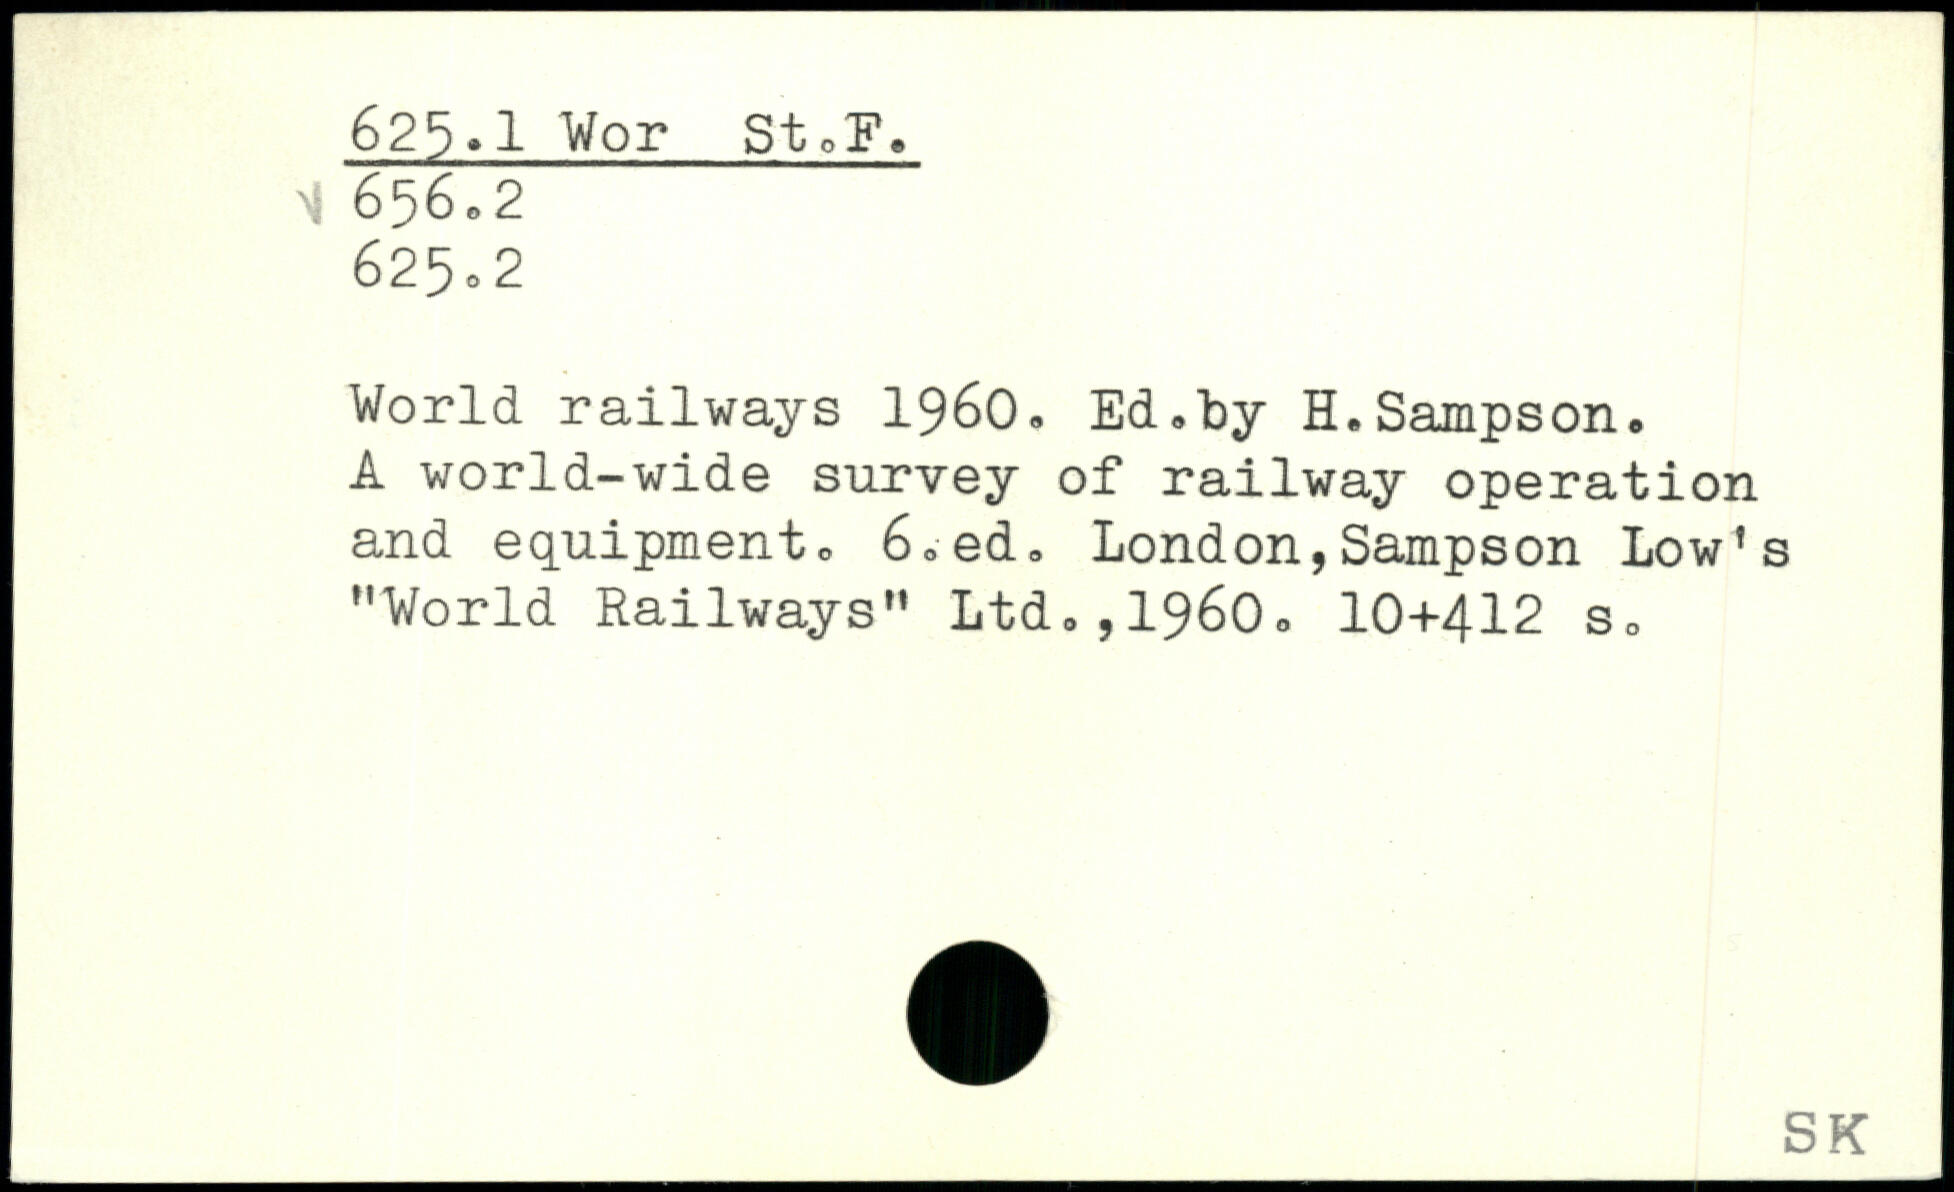 625.1 Wor St.F.
656.2
625.2
World railways 1960. Ed.by H.Sampson.
A world-wide survey of railway operation
and equipment. 6.ed. London,Sampson Low's
"World Railways" Ltd.,1960. 10+412 s.
SK